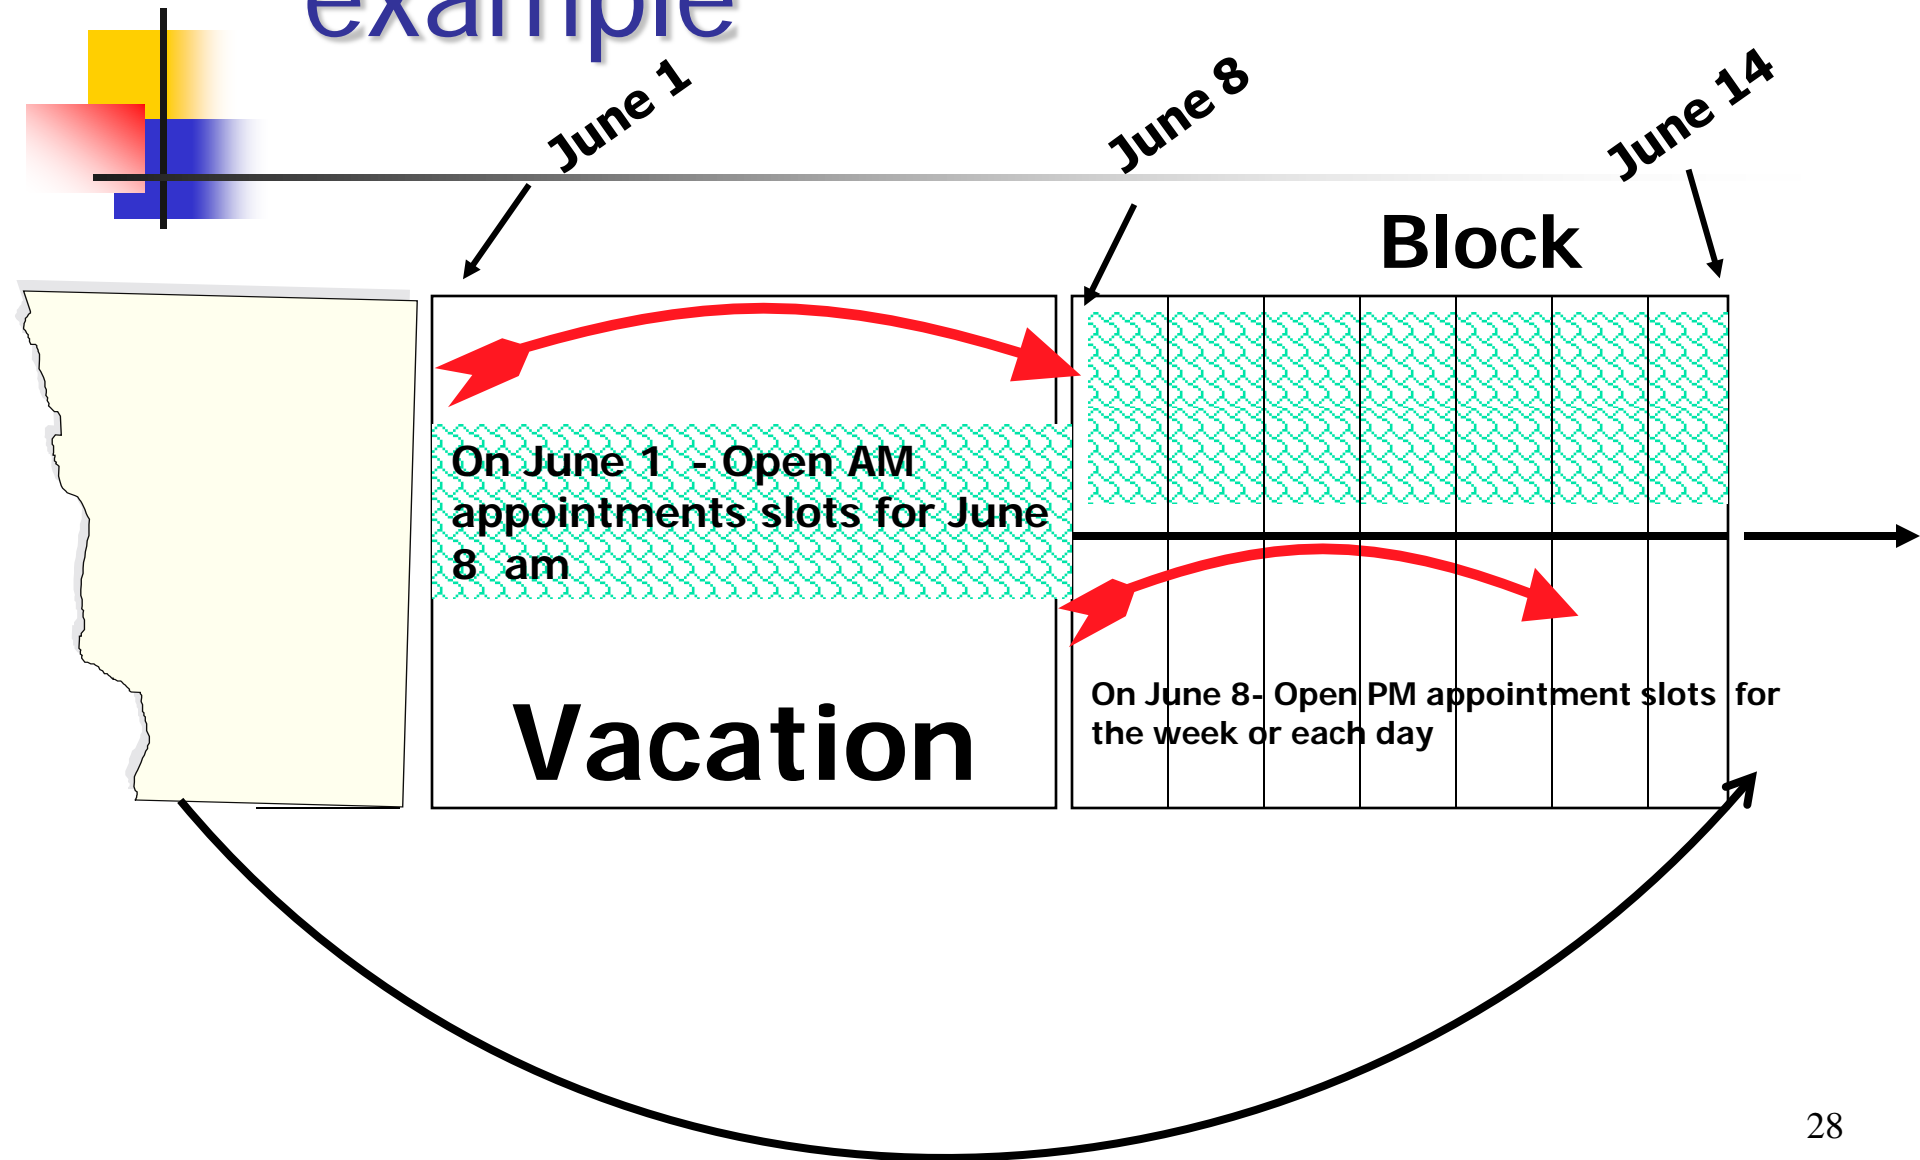 example
June 1
June 8
June 14
Block
On June 1 - Open AM
appointments slots for June
8 am
Vacation
On June 8- Open PM appointment slots for
the week or each day
28